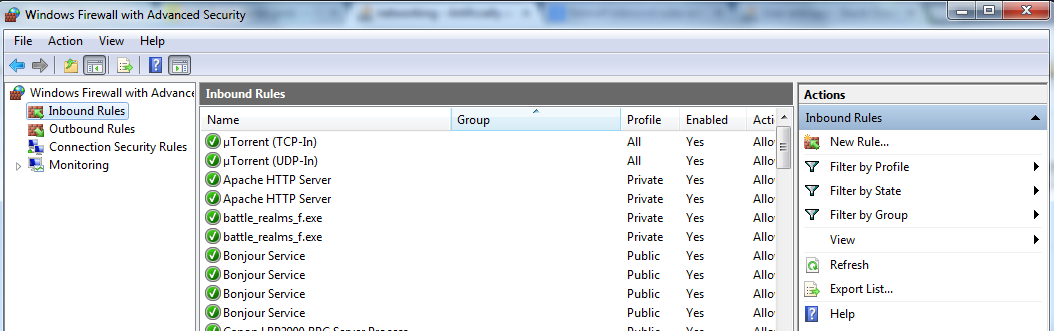 Windows Firewall with Advanced Security
File Action View Help
Windows Firewall with Advance
Inbound Rules
Outbound Rules
Connection Security Rules
Monitoring
Inbound Rules
Name Group Profile Enabled Acti
µTorrent (TCP-In) All Yes Allo
µTorrent (UDP-In) All Yes Allo
Apache HTTP Server Private Yes Allo
Apache HTTP Server Private Yes Allo
battle_realms_f.exe Private Yes Allo
battle_realms_f.exe Private Yes Allo
Bonjour Service Public Yes Allo
Bonjour Service Public Yes Allo
Bonjour Service Public Yes Allo
Bonjour Service Public Yes Allo
Actions
Inbound Rules
New Rule...
Filter by Profile
Filter by State
Filter by Group
View
Refresh
Export List...
Help